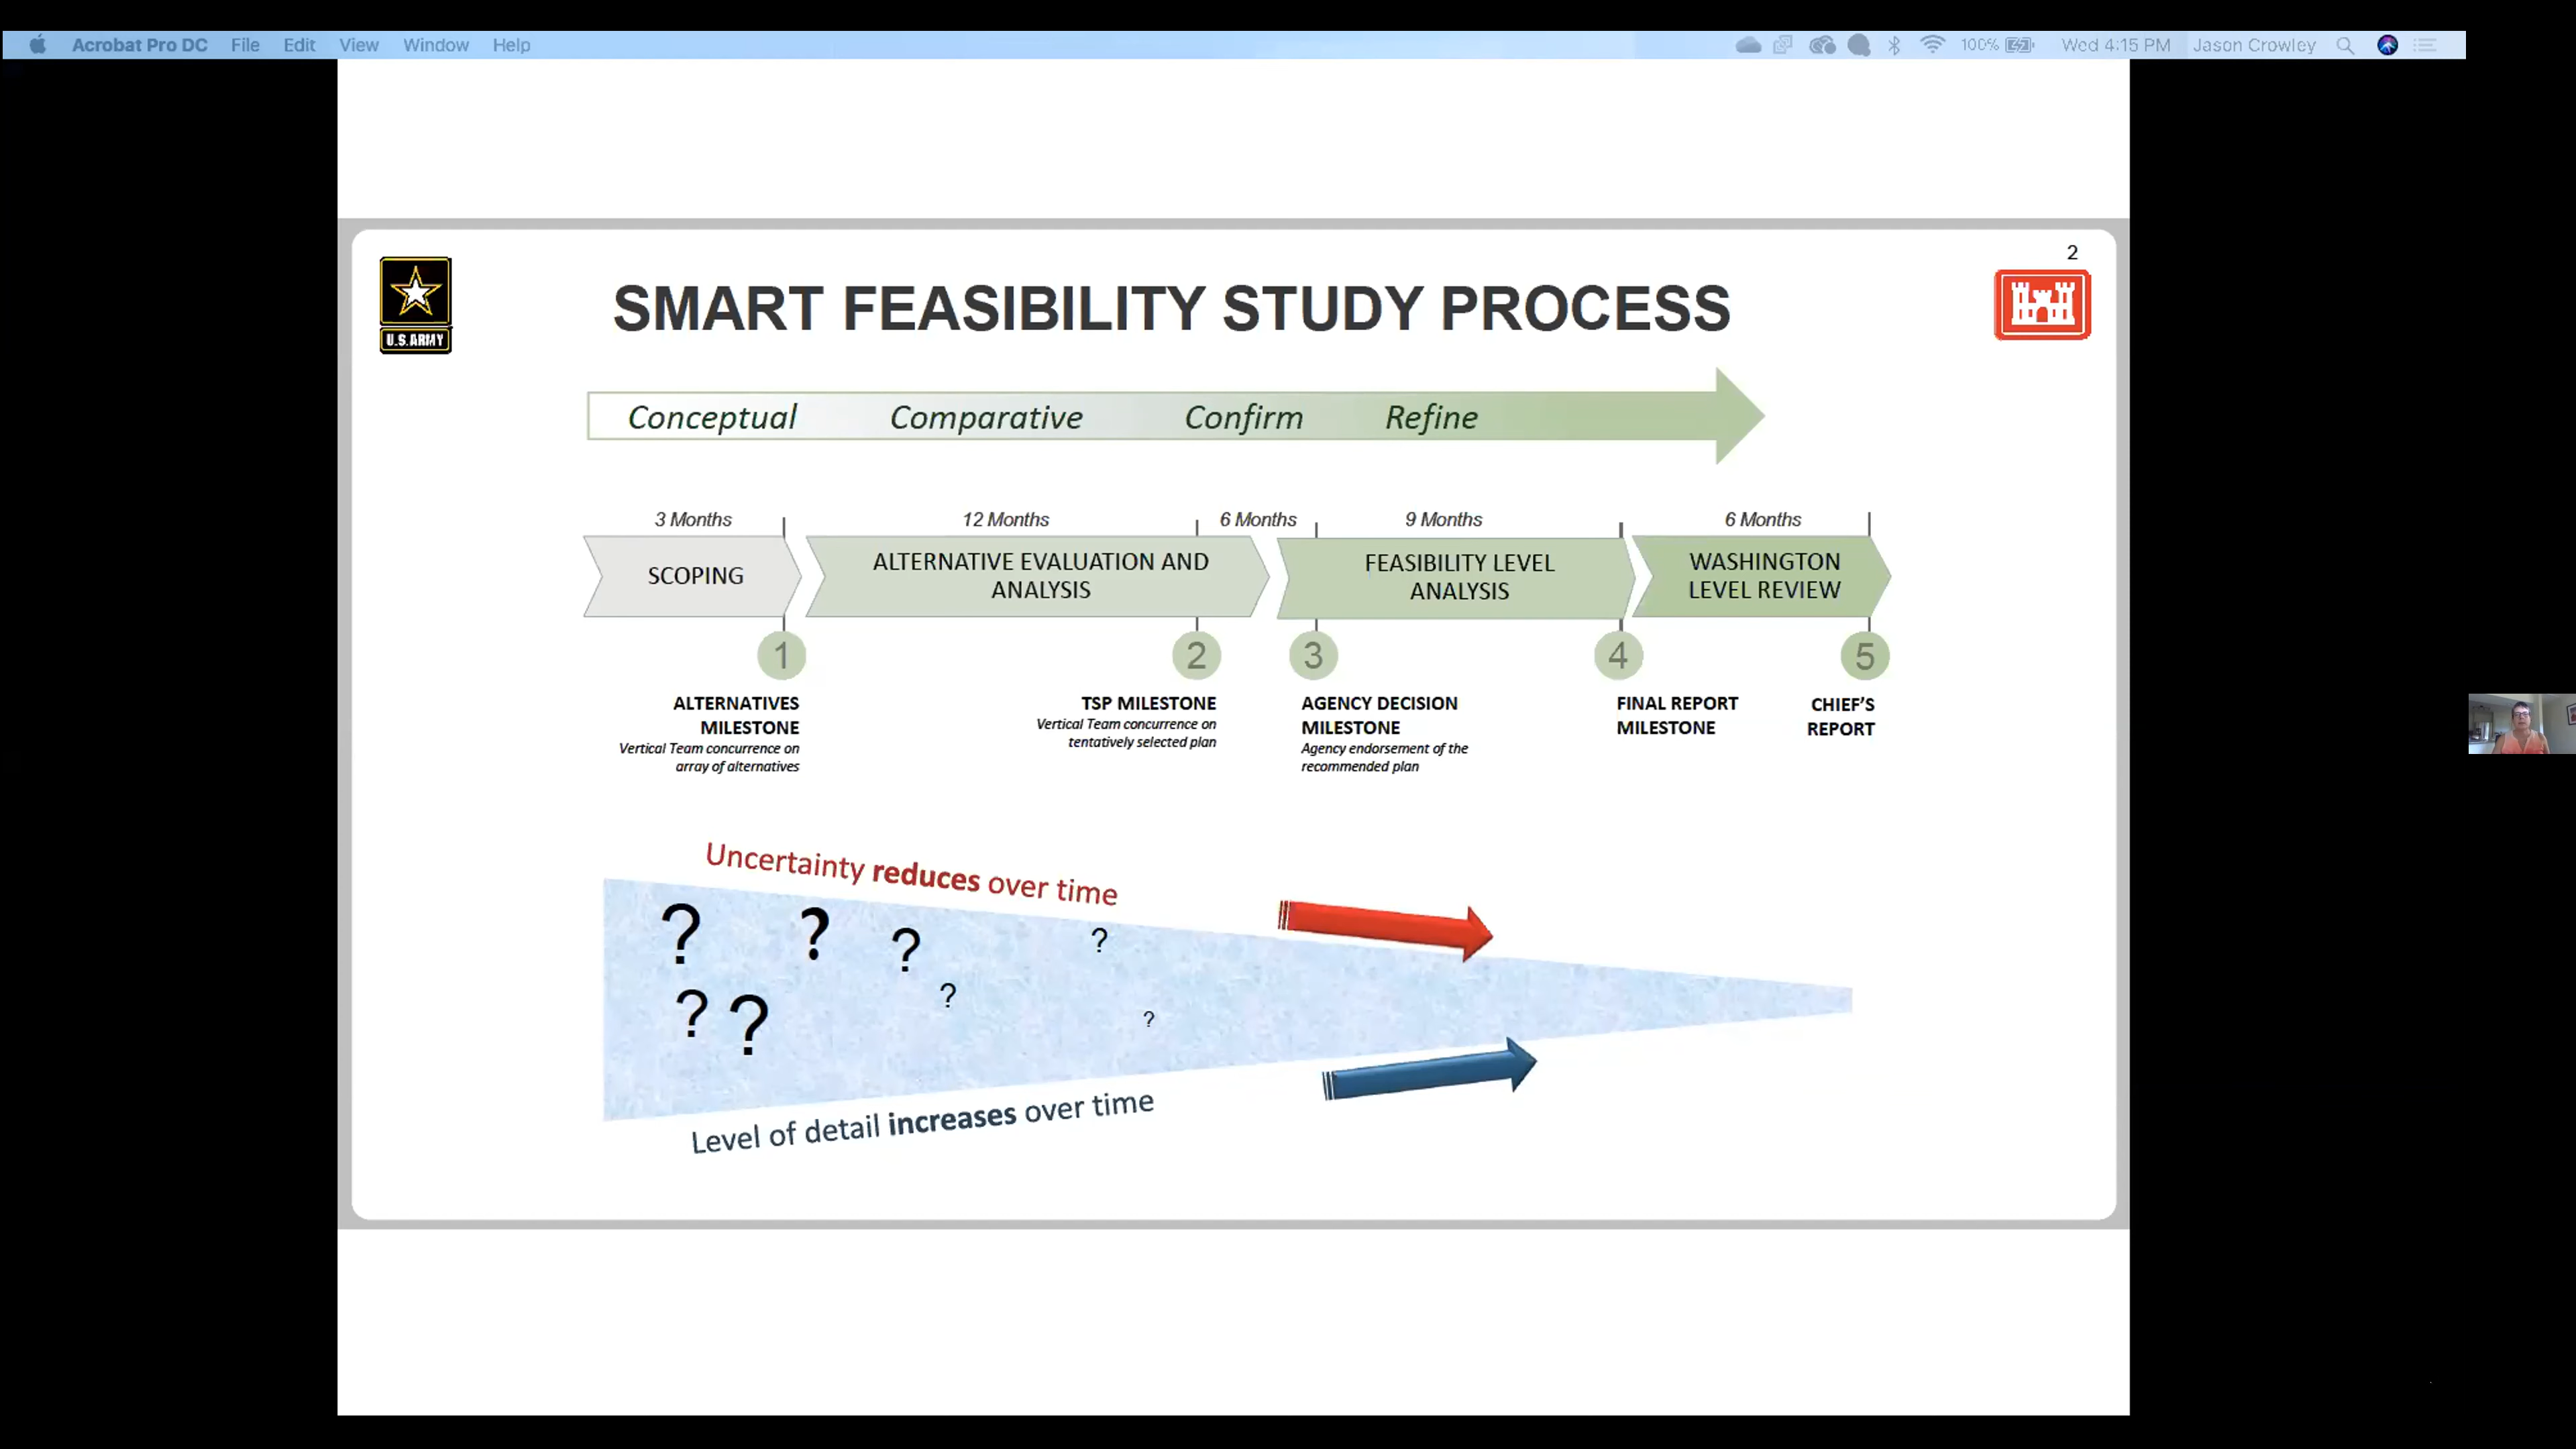 Acrobat Pro DC File Edit View Window Help 100% Wed 4:15 PM Jason Crowley
2
U.S.ARMY
SMART FEASIBILITY STUDY PROCESS
Conceptual Comparative Confirm Refine
3 Months 12 Months 6 Months 9 Months 6 Months
SCOPING
ALTERNATIVE EVALUATION AND
ANALYSIS
FEASIBILITY LEVEL
ANALYSIS
WASHINGTON
LEVEL REVIEW
1
2
3
4
5
ALTERNATIVES
MILESTONE
Vertical Team concurrence on
array of alternatives
TSP MILESTONE
Vertical Team concurrence on
tentatively selected plan
AGENCY DECISION
MILESTONE
Agency endorsement of the
recommended plan
FINAL REPORT
MILESTONE
CHIEF'S
REPORT
Uncertainty reduces over time
? ? ? ?
? ? ? ?
Level of detail increases over time